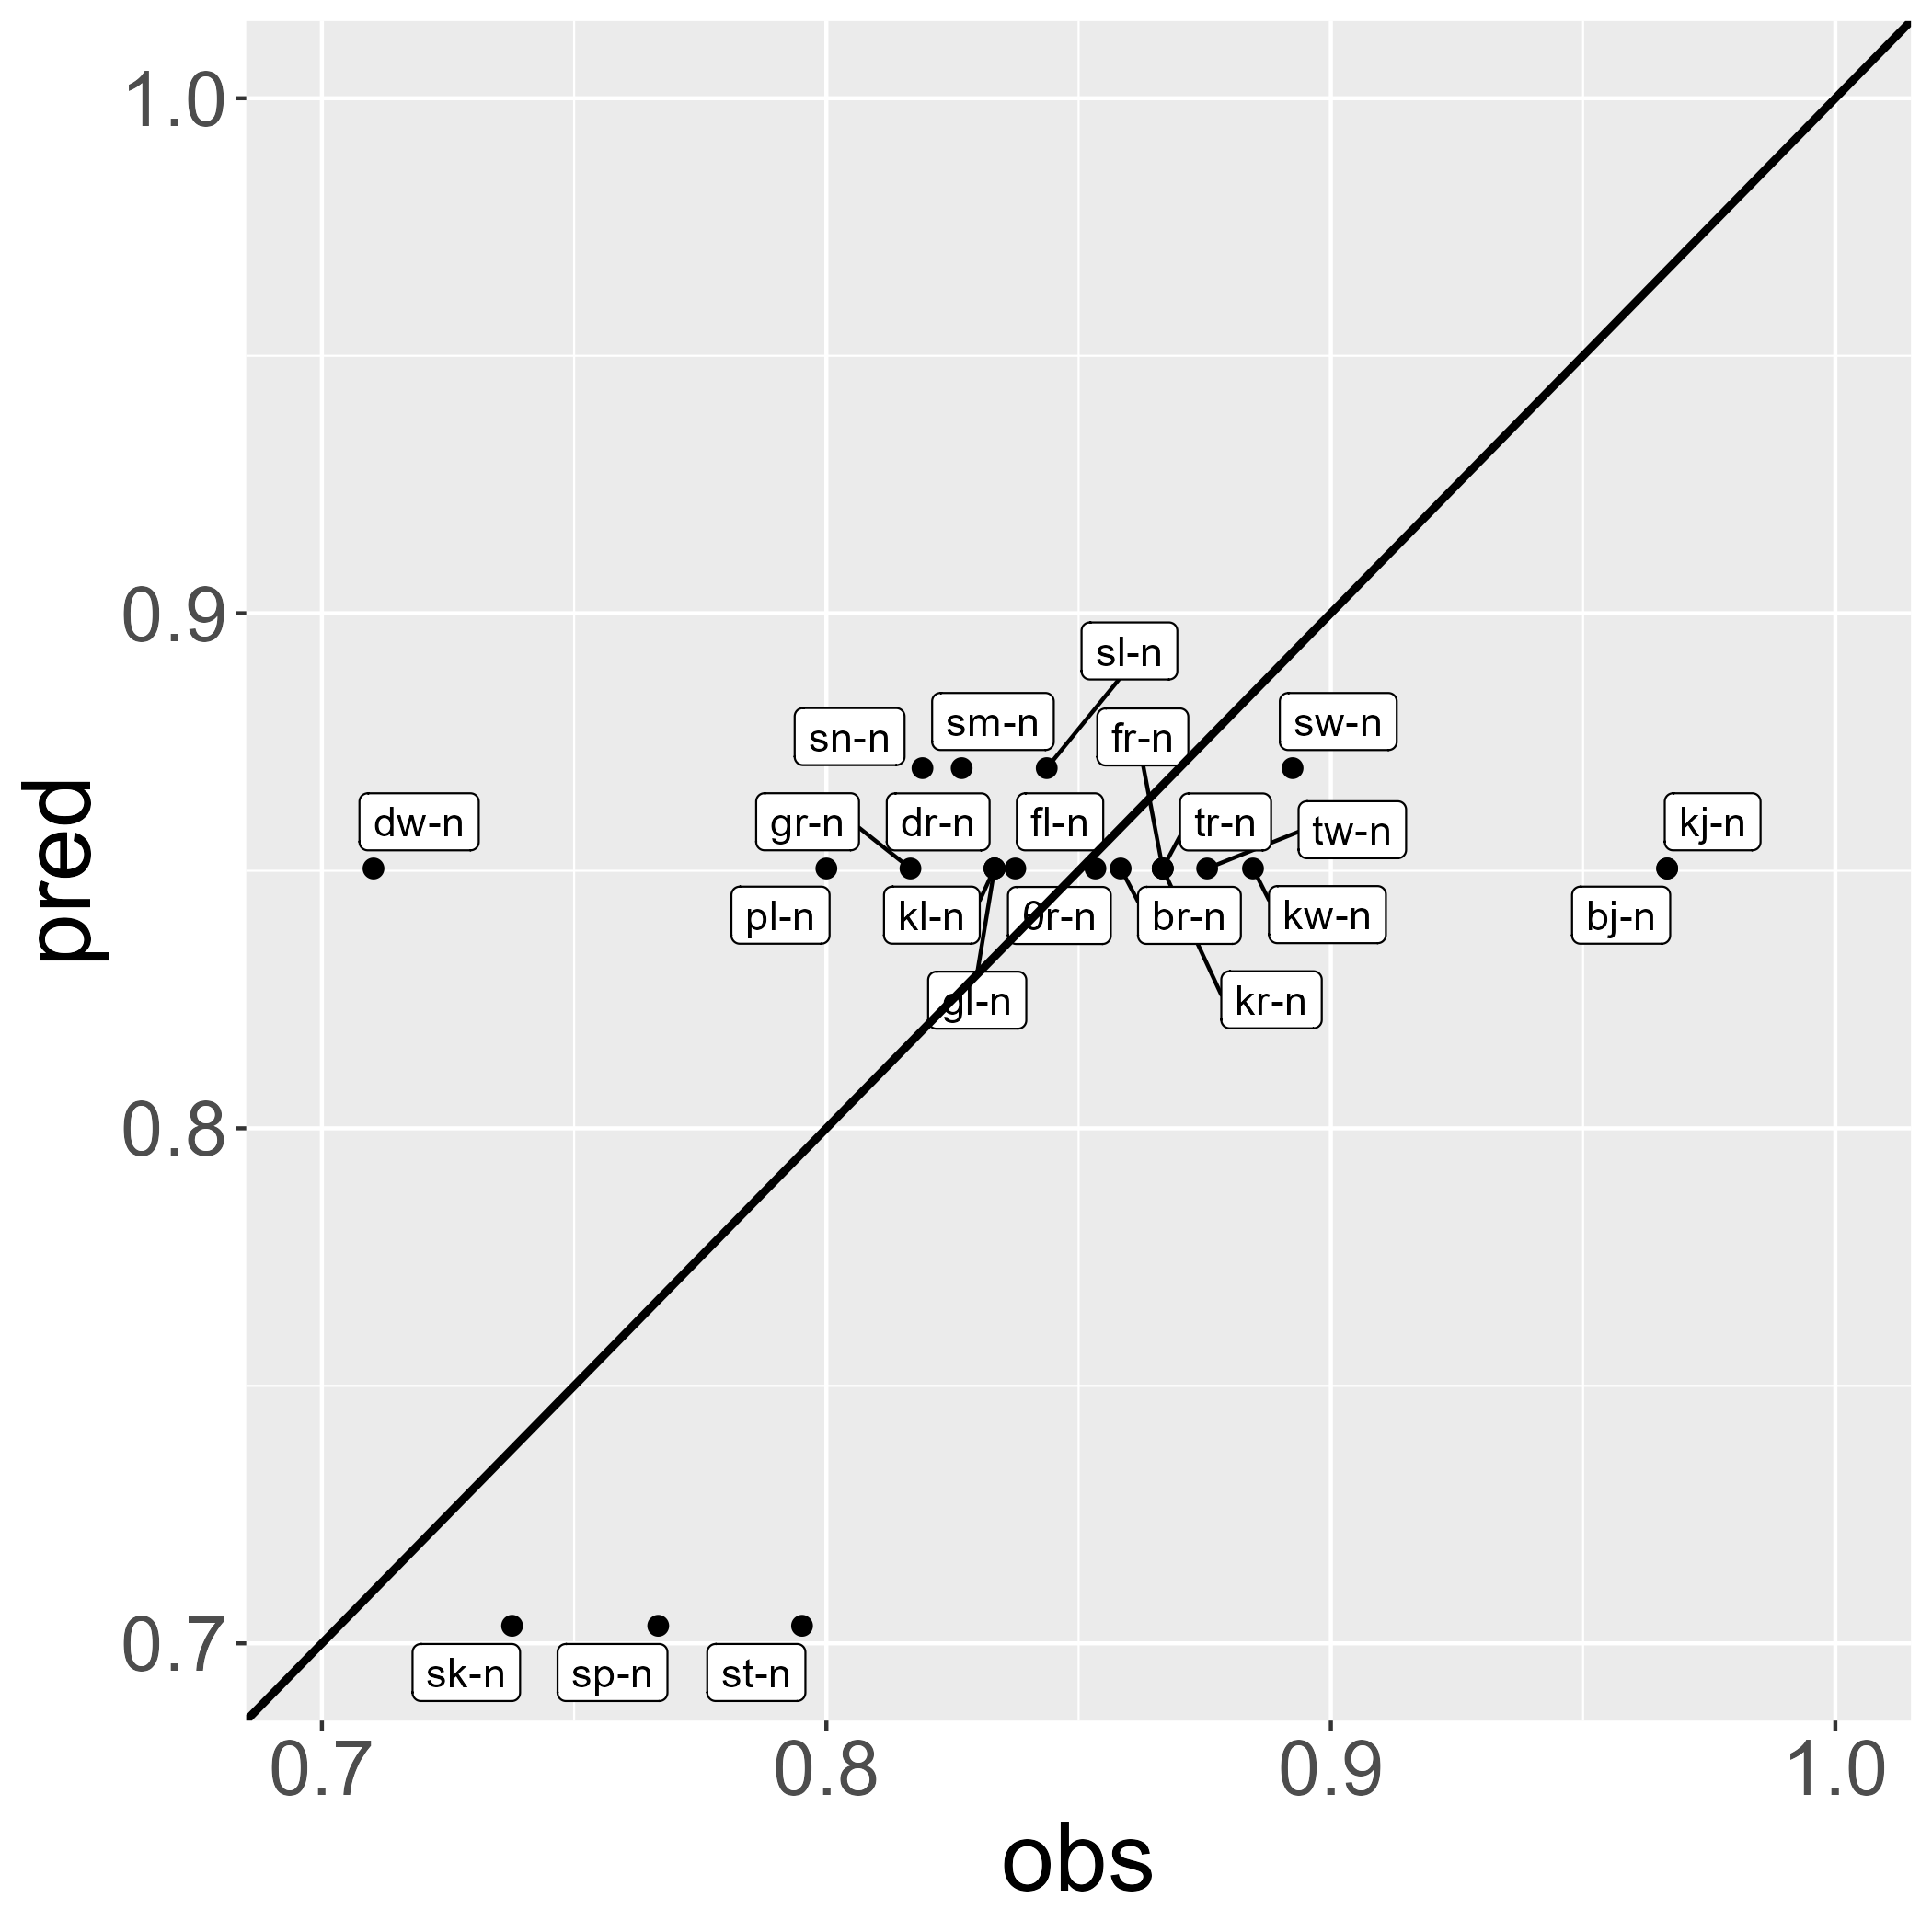 1.0
0.9
0.8
0.7
pred
sl-n
sn-n
sm-n
fr-n
sw-n
dw-n
gr-n
dr-n
fl-n
tr-n
tw-n
kj-n
pl-n
kl-n
θr-n
br-n
kw-n
bj-n
gl-n
kr-n
sk-n
sp-n
st-n
0.7
0.8
0.9
1.0
obs